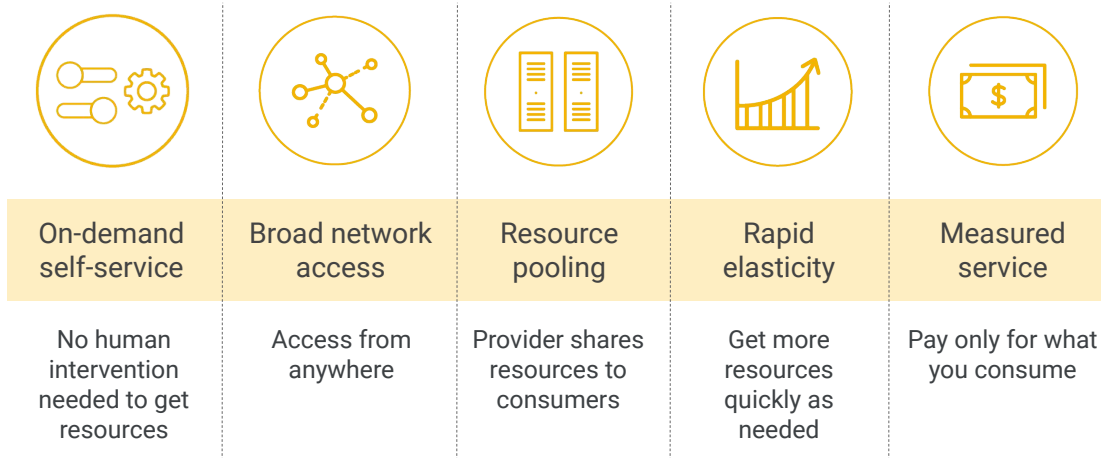 $
On-demand
self-service
Broad network
access
Resource
pooling
Rapid
elasticity
Measured
service
No human
intervention
needed to get
resources
Access from
anywhere
Provider shares
resources to
consumers
Get more
resources
quickly as
needed
Pay only for what
you consume